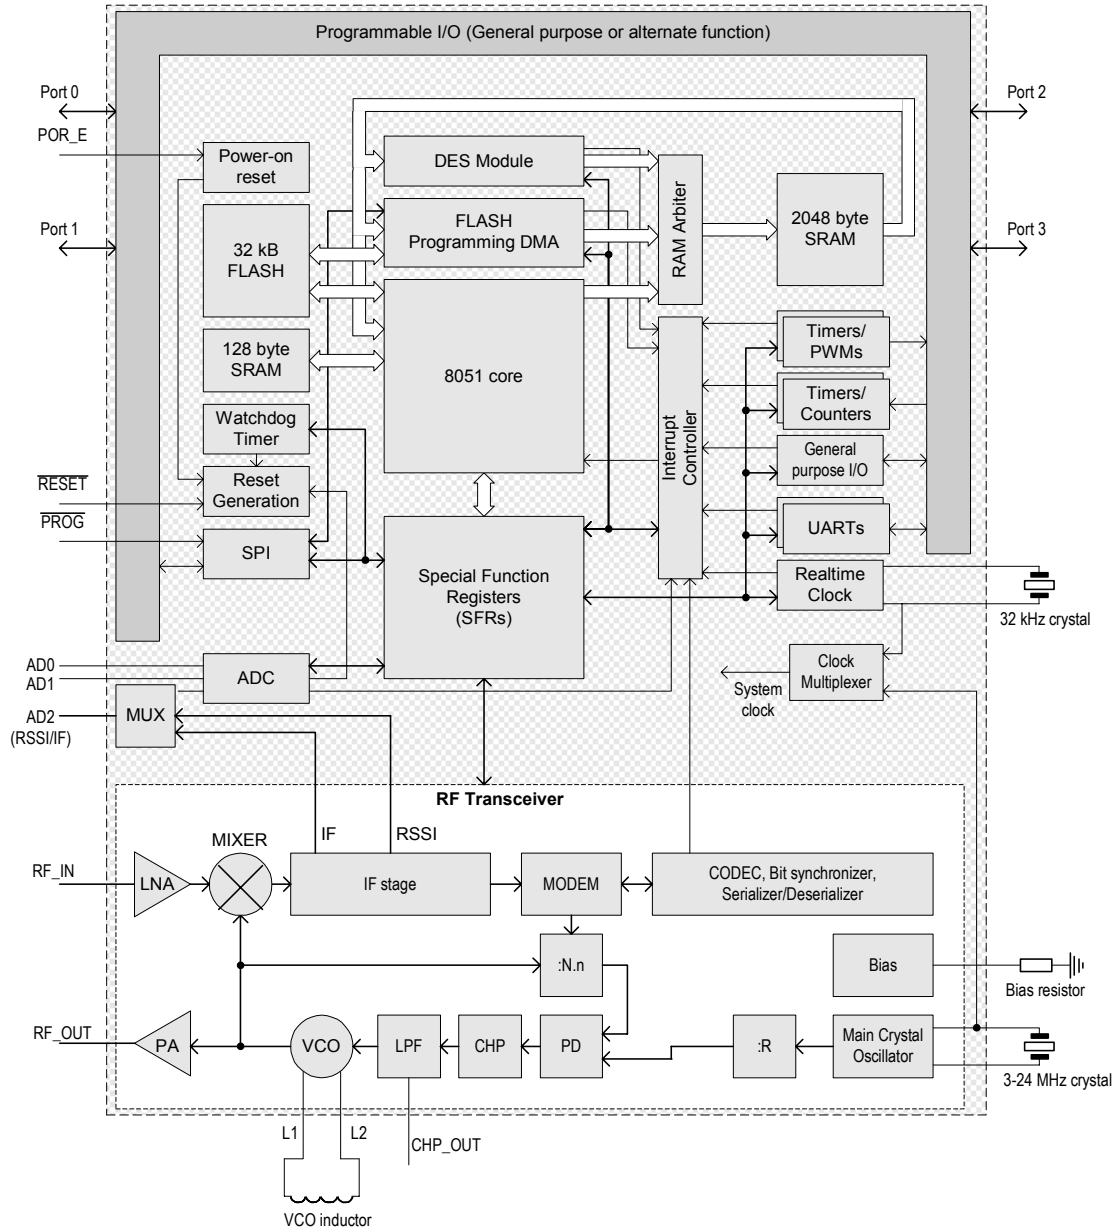 Programmable I/O (General purpose or alternate function)
Port 0
Port 2
POR_E
Power-on
reset
DES Module
RAM Arbiter
2048 byte
SRAM
Port 1
Port 3
32 kB
FLASH
FLASH
Programming DMA
128 byte
SRAM
8051 core
Timers/
PWMs
Timers/
Counters
Watchdog
Timer
Interrupt
Controller
General
purpose I/O
RESET
Reset
Generation
PROG
SPI
UARTs
Special Function
Registers
(SFRs)
Realtime
Clock
32 kHz crystal
AD0
AD1
ADC
Clock
Multiplexer
System
clock
AD2
(RSSI/IF)
MUX
RF Transceiver
IF
RSSI
MIXER
RF_IN
LNA
IF stage
MODEM
CODEC, Bit synchronizer,
Serializer/Deserializer
:N.n
Bias
Bias resistor
RF_OUT
PA
VCO
LPF
CHP
PD
:R
Main Crystal
Oscillator
3-24 MHz crystal
L1
L2
CHP_OUT
VCO inductor